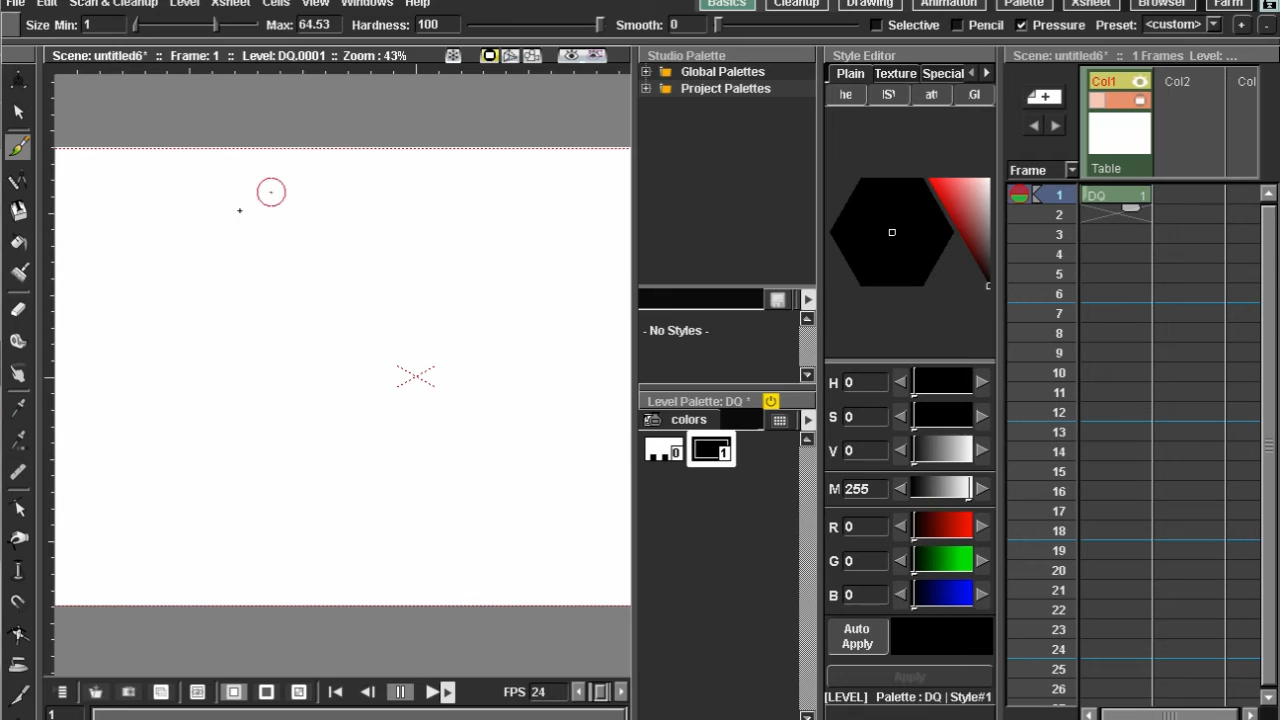 File Edit Scan & Cleanup Level Xsheet Cells View Windows Help Basics Cleanup Drawing Animation Palette Xsheet Browser Farm
Size Min: 1 Max: 64.53 Hardness: 100 Smooth: 0 Selective Pencil Pressure Preset: <custom> + -
Scene: untitled6* :: Frame: 1 :: Level: DQ.0001 :: Zoom : 43%
Studio Palette
Global Palettes
Project Palettes
- No Styles -
Level Palette: DQ *
colors
0 1
Style Editor
Plain Texture Special
he (S\) at( GI
H 0
S 0
V 0
M 255
R 0
G 0
B 0
Auto
Apply
Apply
[LEVEL] Palette : DQ | Style#1
Scene: untitled6* :: 1 Frames Level: ...
Col1 Col2 Col
Table
Frame
1 DQ 1
2
3
4
5
6
7
8
9
10
11
12
13
14
15
16
17
18
19
20
21
22
23
24
25
26
FPS 24
1